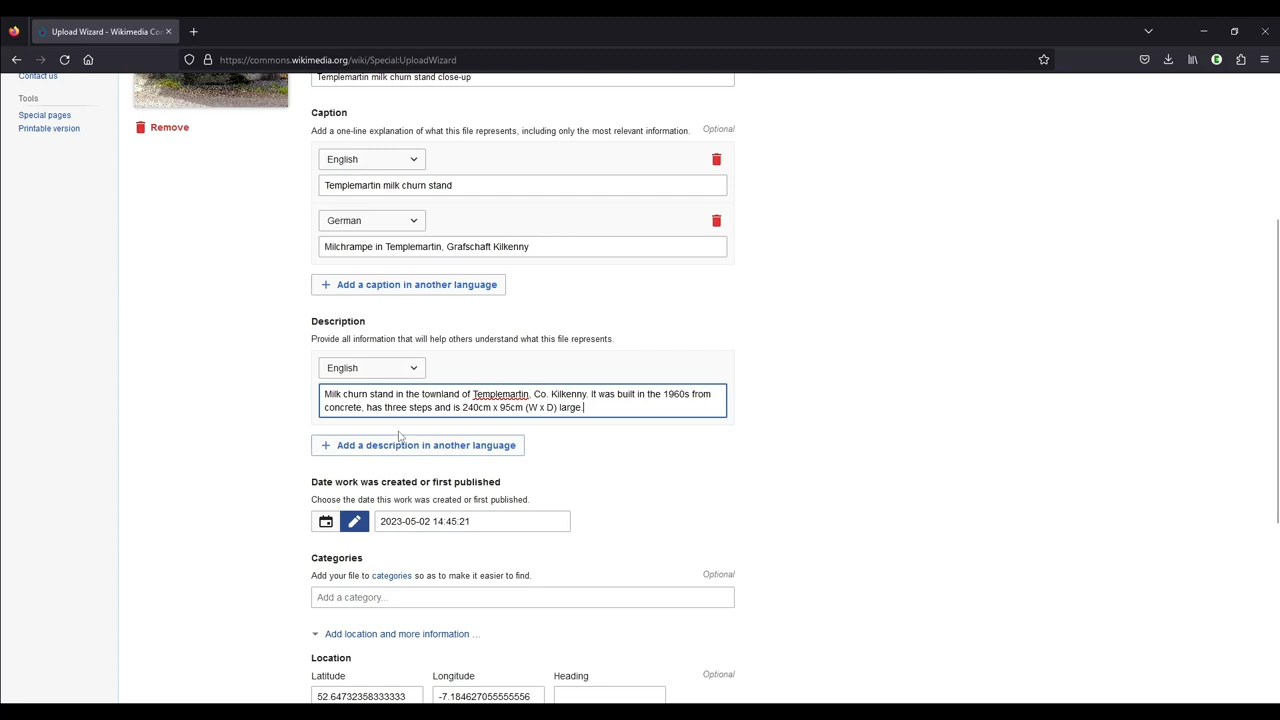 Upload Wizard - Wikimedia Co
https://commons.wikimedia.org/wiki/Special:UploadWizard
Contact us
Tools
Special pages
Printable version
Remove
Templemartin milk churn stand close-up
Caption
Add a one-line explanation of what this file represents, including only the most relevant information.
Optional
English
Templemartin milk churn stand
German
Milchrampe in Templemartin, Grafschaft Kilkenny
+ Add a caption in another language
Description
Provide all information that will help others understand what this file represents.
English
Milk churn stand in the townland of Templemartin, Co. Kilkenny. It was built in the 1960s from
concrete, has three steps and is 240cm x 95cm (W x D) large.
+ Add a description in another language
Date work was created or first published
Choose the date this work was created or first published.
2023-05-02 14:45:21
Categories
Add your file to categories so as to make it easier to find.
Optional
Add a category...
Add location and more information ...
Location
Optional
Latitude Longitude Heading
52.64732358333333 -7.184627055555556